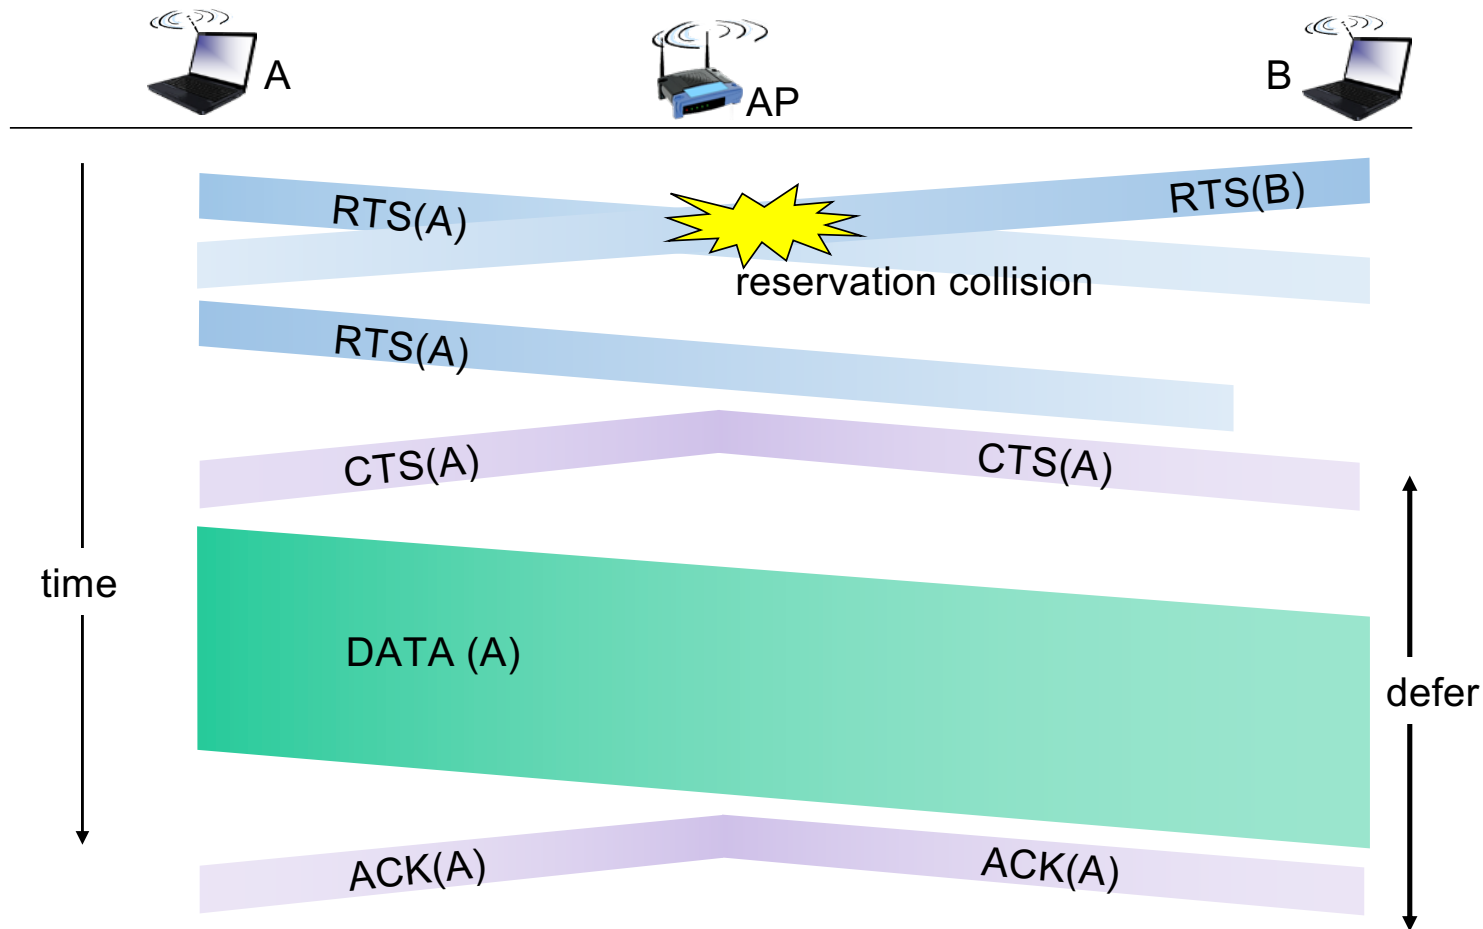 A
AP
B
RTS(A)
RTS(B)
reservation collision
RTS(A)
CTS(A)
CTS(A)
time
DATA (A)
defer
ACK(A)
ACK(A)